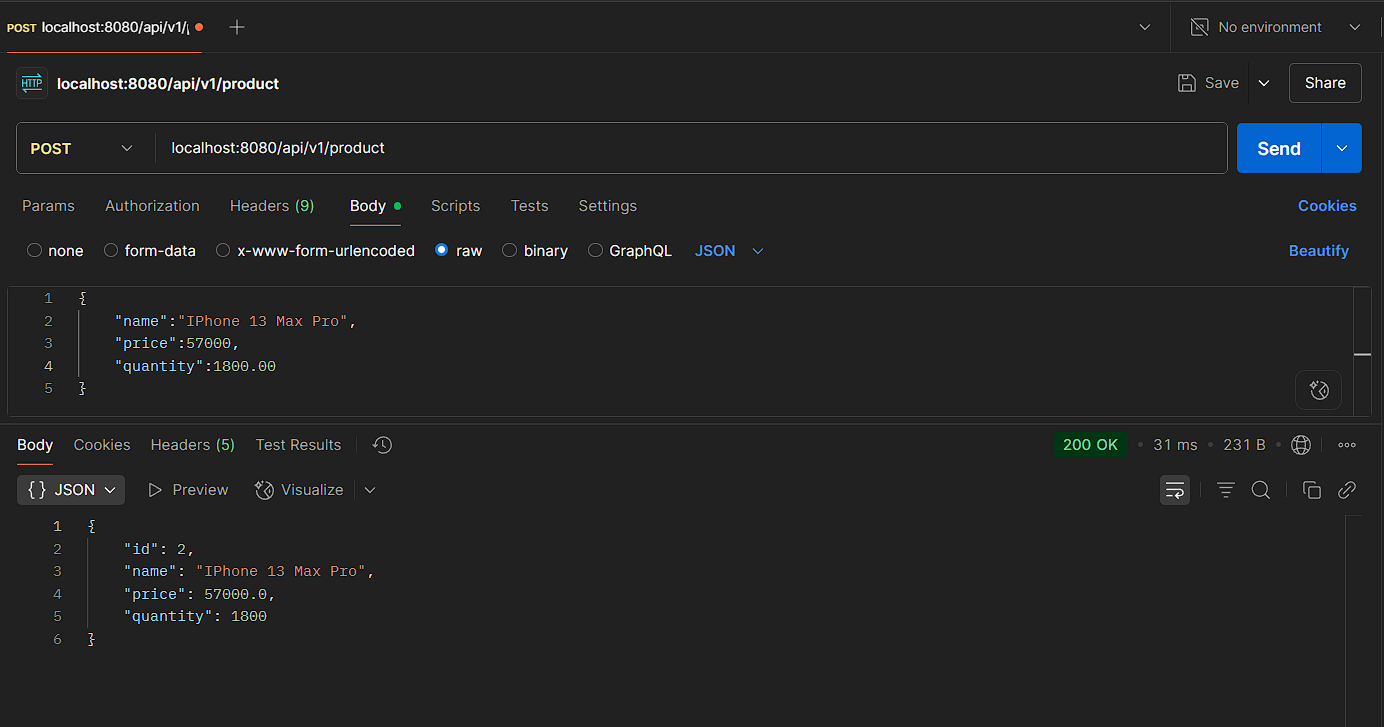 POST localhost:8080/api/v1/p No environment
HTTP localhost:8080/api/v1/product Save Share
POST localhost:8080/api/v1/product Send
Params Authorization Headers (9) Body Scripts Tests Settings Cookies
none form-data x-www-form-urlencoded raw binary GraphQL JSON Beautify
1 {
2 "name":"IPhone 13 Max Pro",
3 "price":57000,
4 "quantity":1800.00
5 }
Body Cookies Headers (5) Test Results 200 OK • 31 ms • 231 B •
{} JSON Preview Visualize
1 {
2 "id": 2,
3 "name": "IPhone 13 Max Pro",
4 "price": 57000.0,
5 "quantity": 1800
6 }